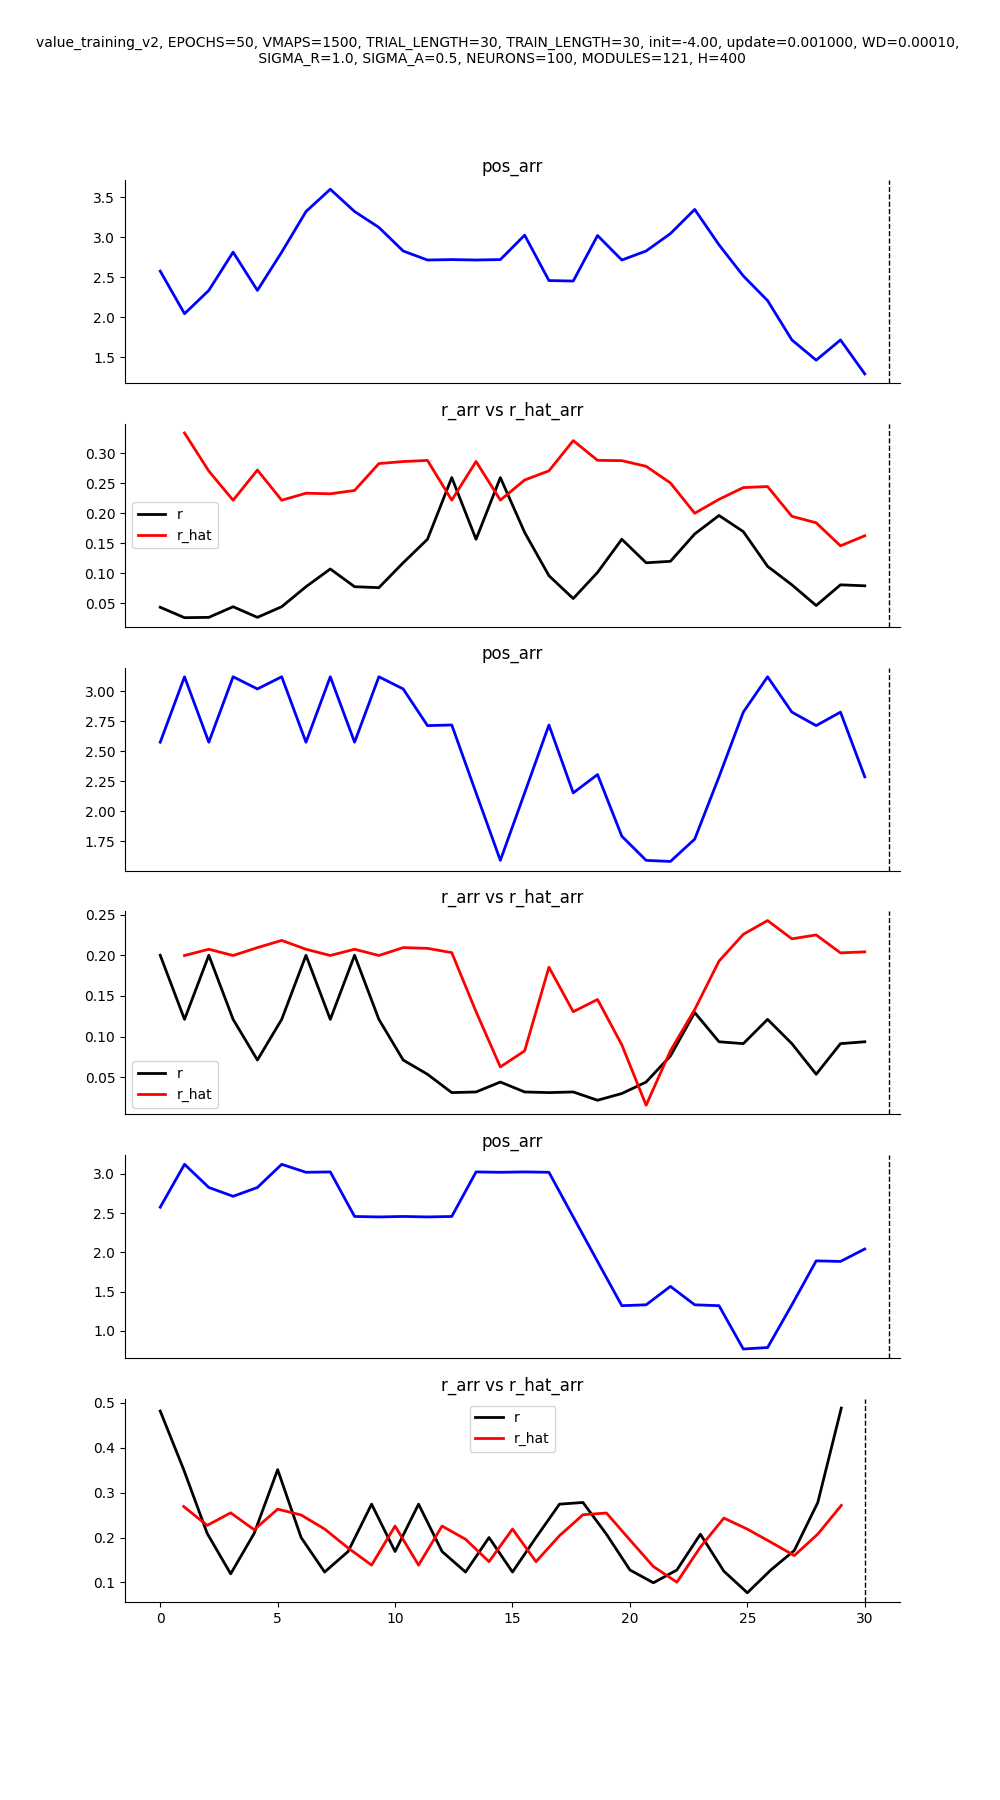 value_training_v2, EPOCHS=50, VMAPS=1500, TRIAL_LENGTH=30, TRAIN_LENGTH=30, init=-4.00, update=0.001000, WD=0.00010,
SIGMA_R=1.0, SIGMA_A=0.5, NEURONS=100, MODULES=121, H=400
pos_arr
3.5
3.0
2.5
2.0
1.5
r_arr vs r_hat_arr
0.30
0.25
0.20
0.15
0.10
0.05
r
r_hat
pos_arr
3.00
2.75
2.50
2.25
2.00
1.75
r_arr vs r_hat_arr
0.25
0.20
0.15
0.10
0.05
r
r_hat
pos_arr
3.0
2.5
2.0
1.5
1.0
r_arr vs r_hat_arr
0.5
0.4
0.3
0.2
0.1
r
r_hat
0 5 10 15 20 25 30